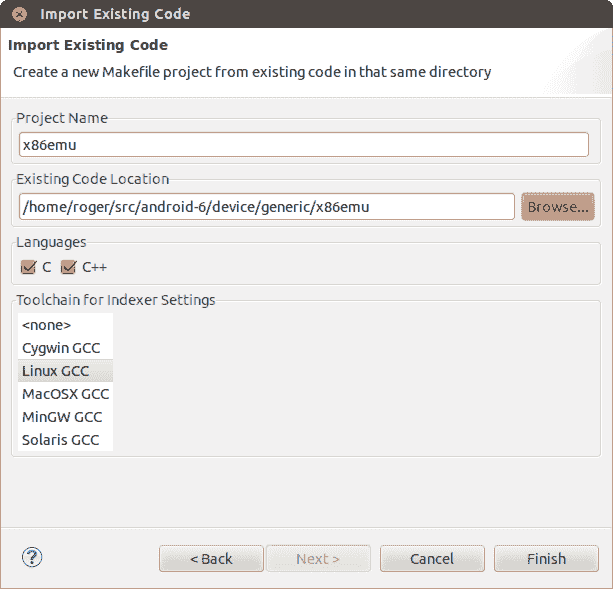 Import Existing Code
Import Existing Code
Create a new Makefile project from existing code in that same directory
Project Name
x86emu
Existing Code Location
/home/roger/src/android-6/device/generic/x86emu
Browse...
Languages
C C++
Toolchain for Indexer Settings
<none>
Cygwin GCC
Linux GCC
MacOSX GCC
MinGW GCC
Solaris GCC
? < Back Next > Cancel Finish